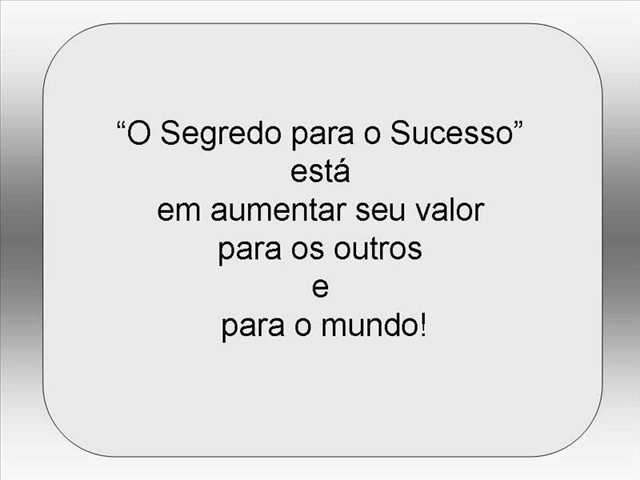 “O Segredo para o Sucesso”
está
em aumentar seu valor
para os outros
e
para o mundo!